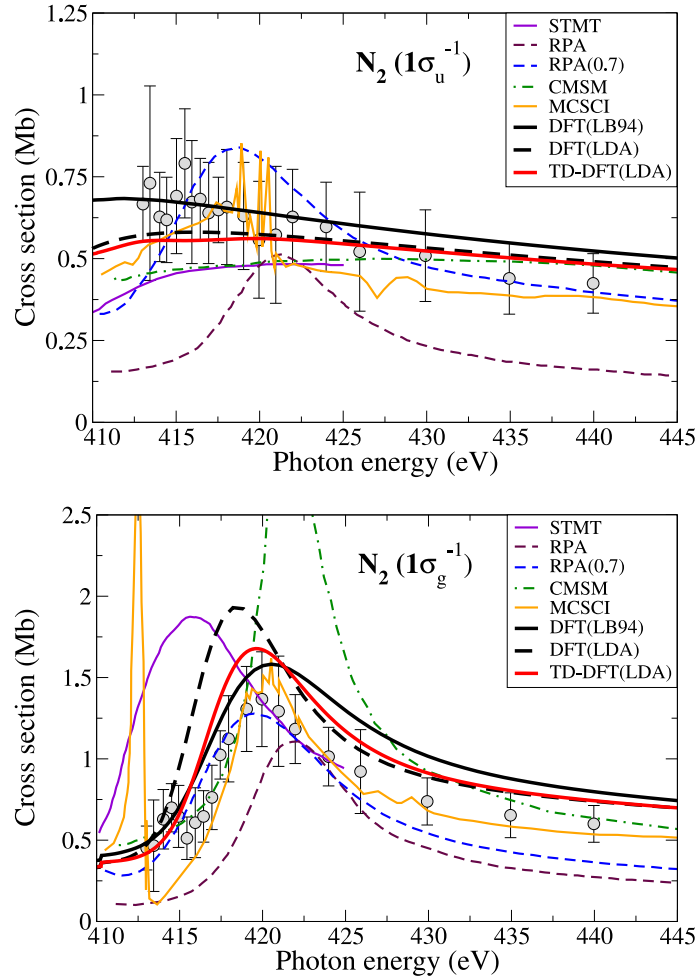 1.25
1
0.75
0.5
0.25
0
Cross section (Mb)
N₂ (1σᵤ⁻¹)
STMT
RPA
RPA(0.7)
CMSM
MCSCI
DFT(LB94)
DFT(LDA)
TD-DFT(LDA)
410 415 420 425 430 435 440 445
Photon energy (eV)
2.5
2
1.5
1
0.5
0
Cross section (Mb)
N₂ (1σg⁻¹)
STMT
RPA
RPA(0.7)
CMSM
MCSCI
DFT(LB94)
DFT(LDA)
TD-DFT(LDA)
410 415 420 425 430 435 440 445
Photon energy (eV)